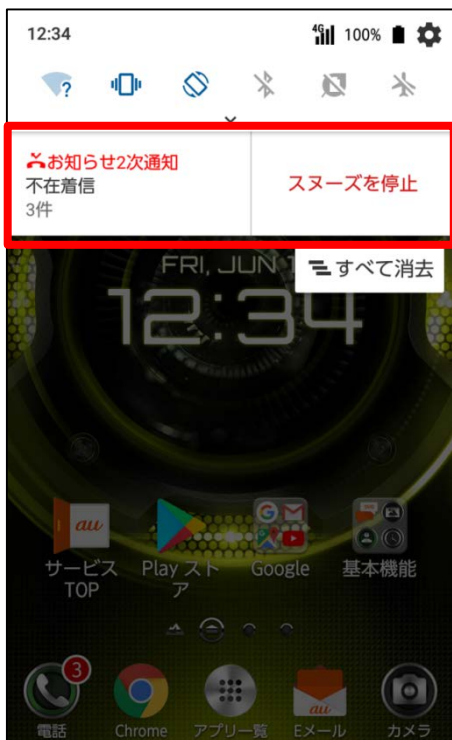 12:34
4G
100%
?
お知らせ2次通知
不在着信
3件
スヌーズを停止
すべて消去
FRI, JUN 1
12:34
au
サービス
TOP
Play スト
ア
Google
基本機能
3
電話
Chrome
アプリ一覧
au
Eメール
カメラ